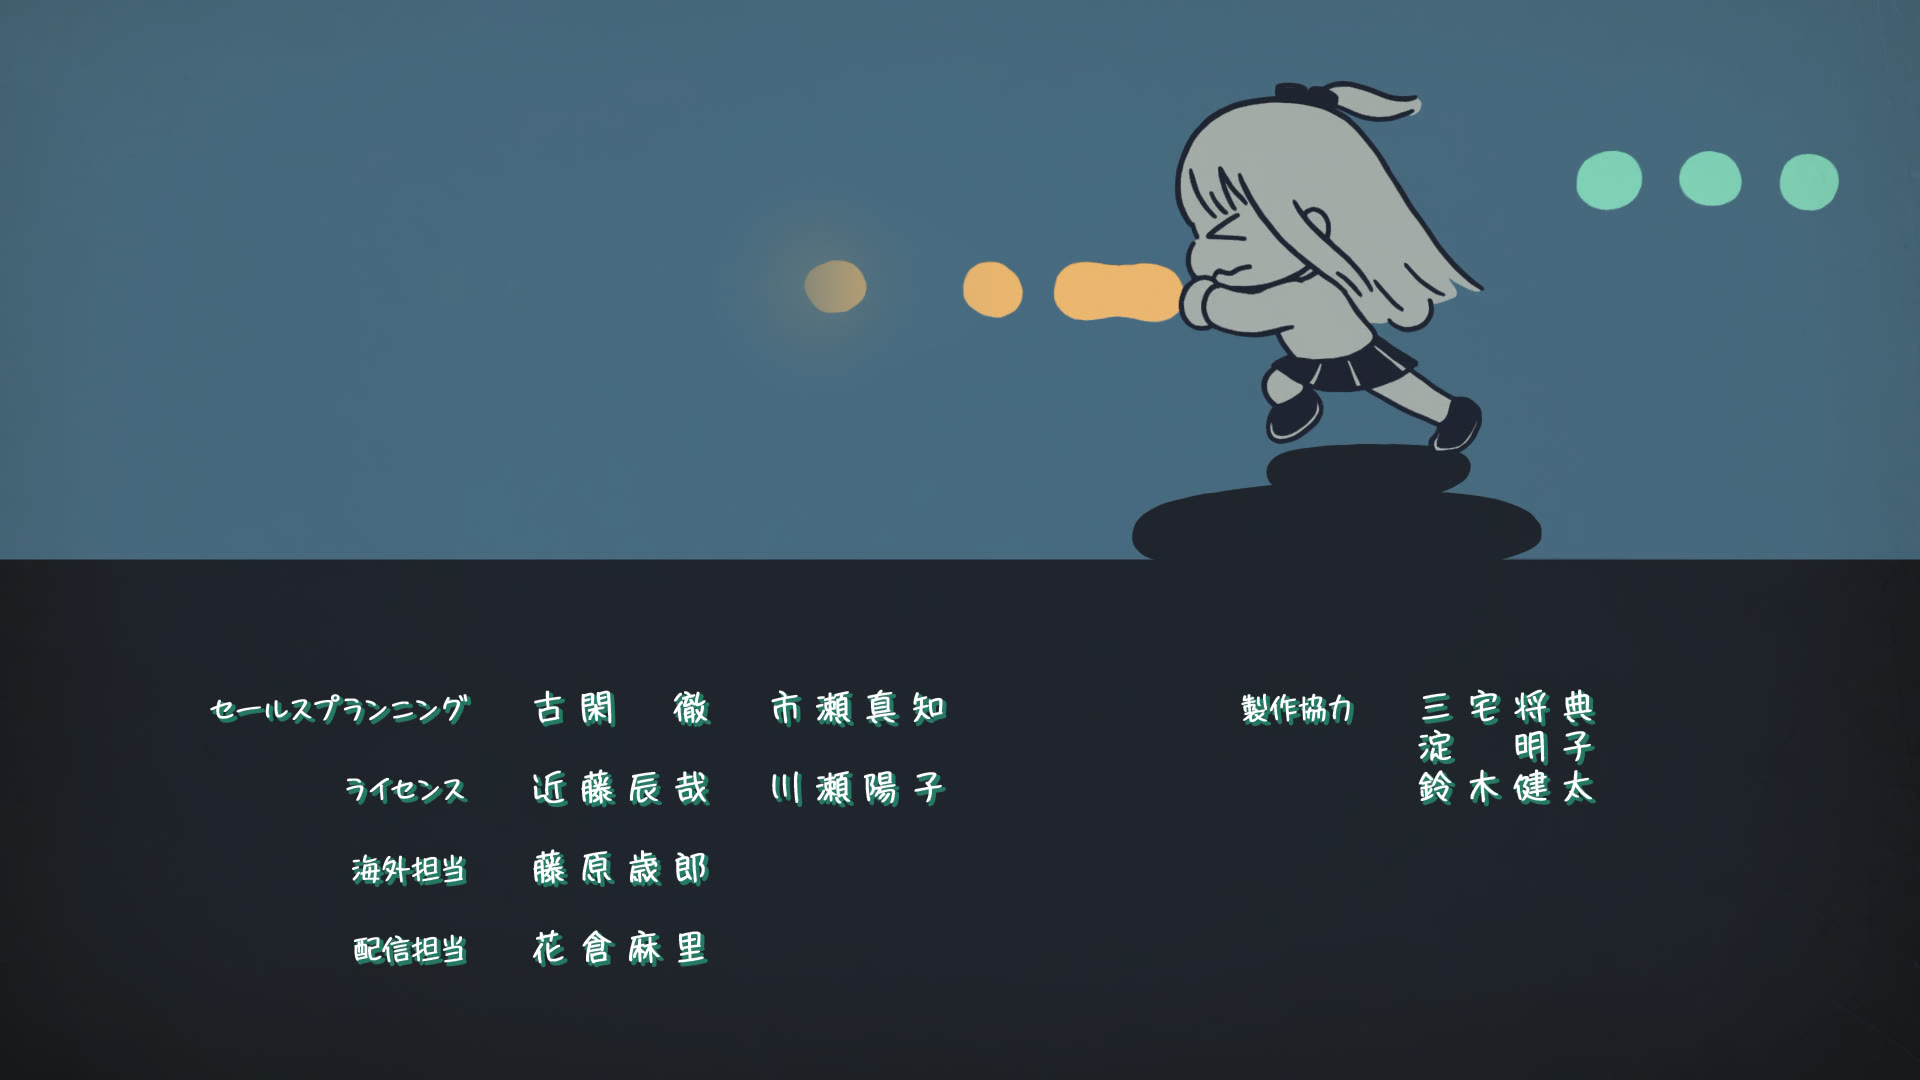 セールスプランニング 古閑 徹 市瀬真知
ライセンス 近藤辰哉 川瀬陽子
海外担当 藤原歳郎
配信担当 花倉麻里
製作協力 三宅将典
淀 明子
鈴木健太